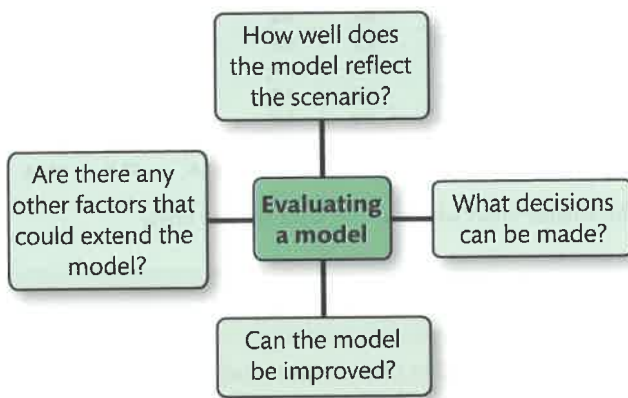 How well does
the model reflect
the scenario?
Are there any
other factors that
could extend the
model?
Evaluating
a model
What decisions
can be made?
Can the model
be improved?